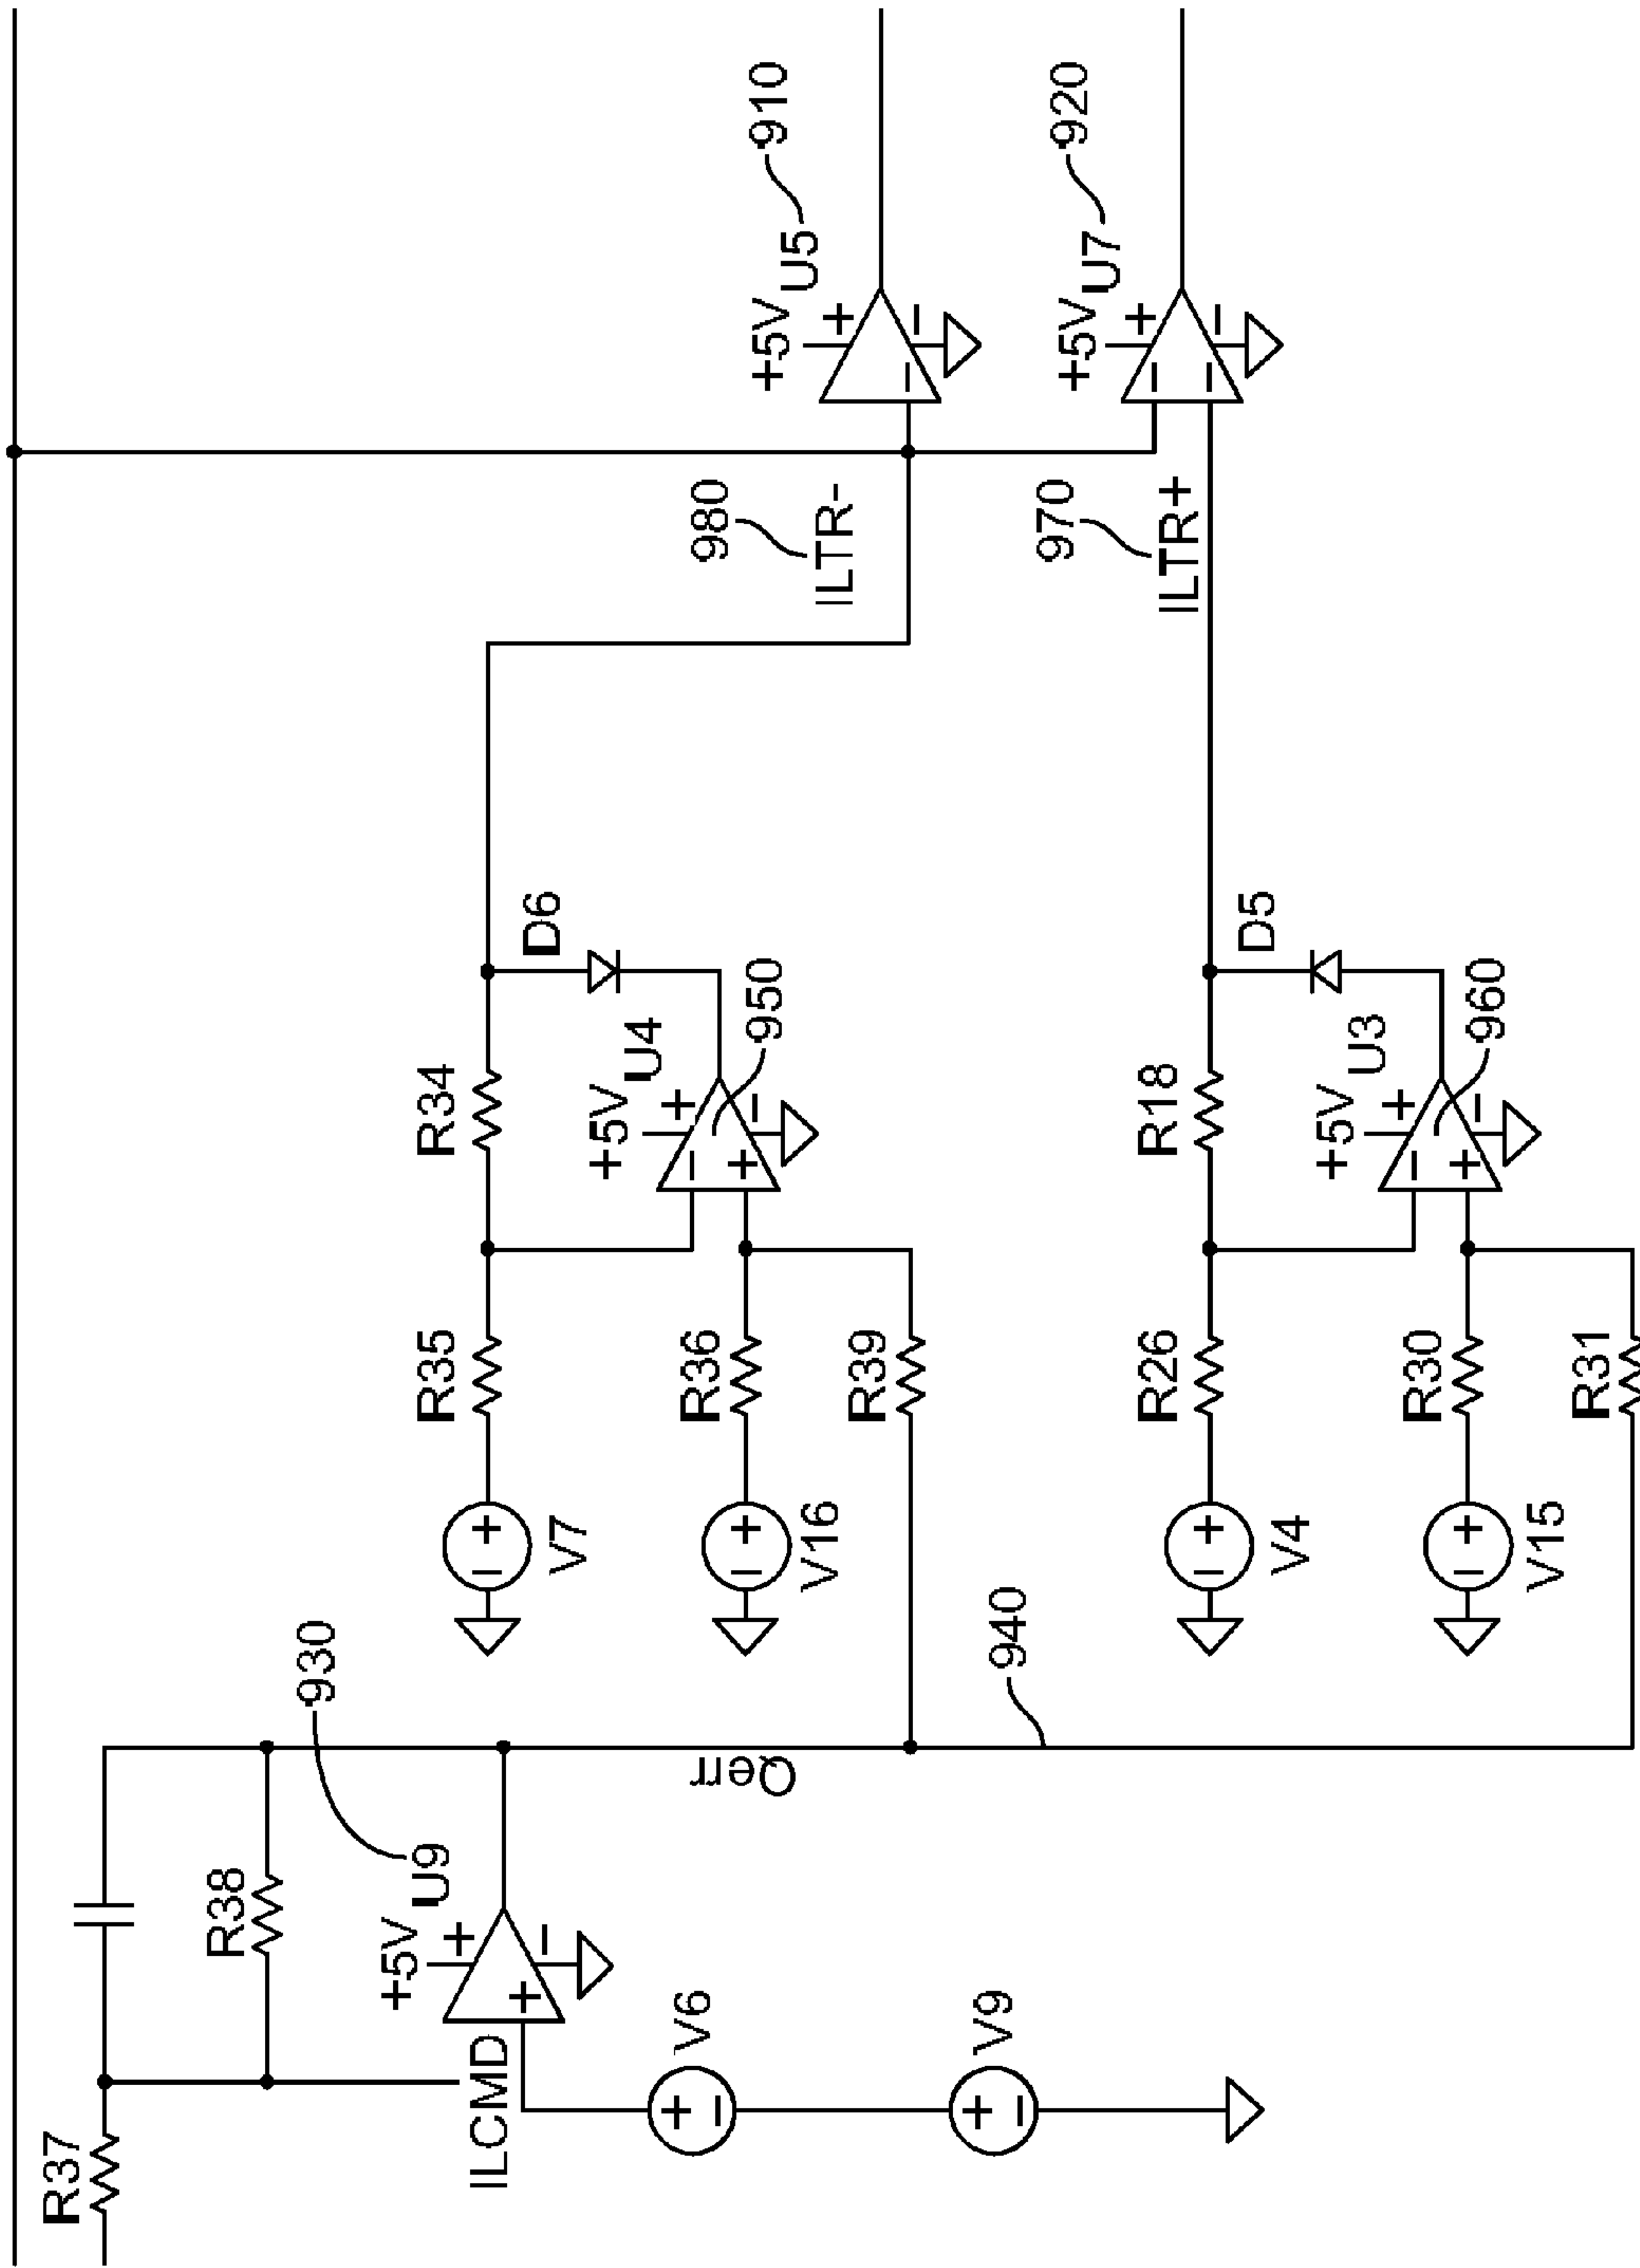 R37
R38
930
+5V
U9
ILCMD
V6
V9
Qerr
940
R35
R34
V7
D6
+5V
U4
950
R36
V16
R39
980
ILTR-
+5V
U5
910
R26
R18
V4
D5
+5V
U3
960
R30
V15
R31
970
ILTR+
+5V
U7
920